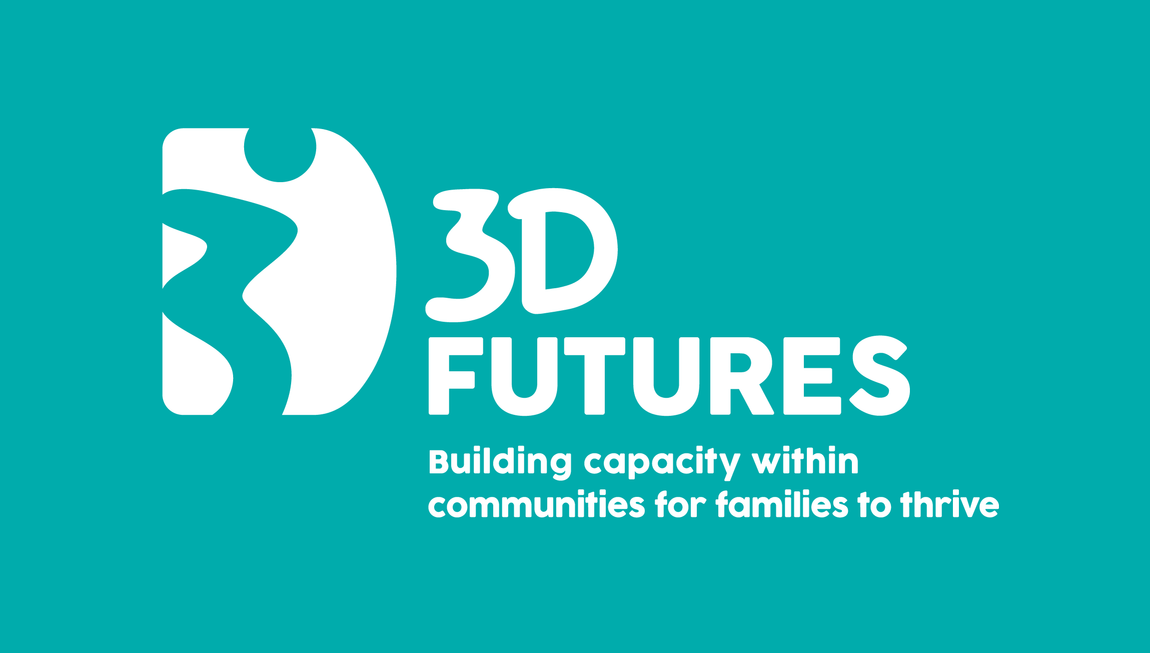 3D
FUTURES
Building capacity within
communities for families to thrive